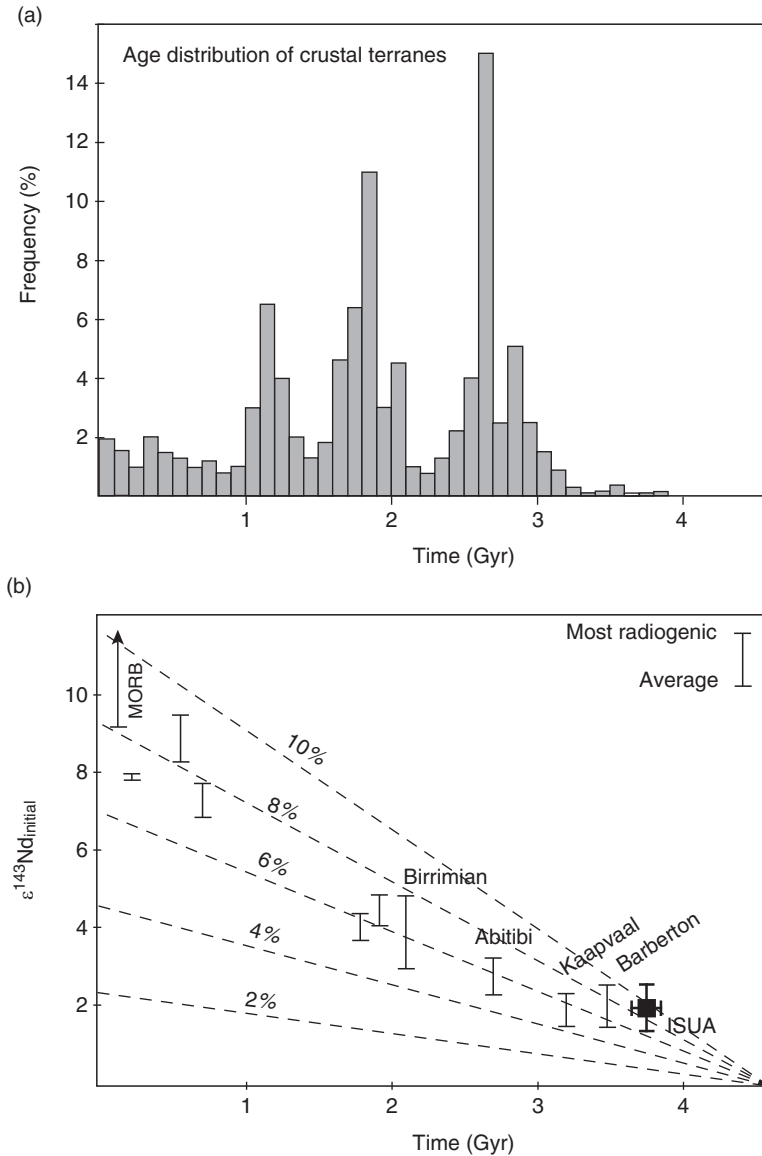 (a)
Age distribution of crustal terranes
14
12
10
8
6
4
2
Frequency (%)
1
2
3
4
Time (Gyr)
(b)
Most radiogenic
Average
MORB
10%
8%
6%
4%
2%
Birrimian
Abitibi
Kaapvaal
Barberton
ISUA
10
8
6
4
2
ε¹⁴³Ndinitial
1
2
3
4
Time (Gyr)